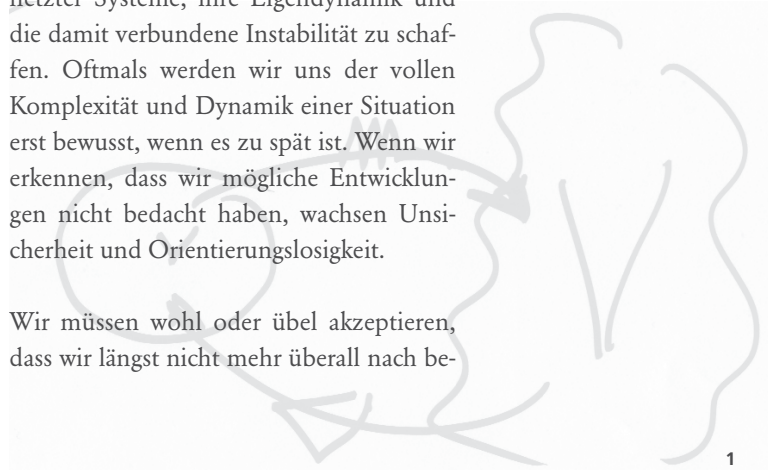 netzter Systeme, ihre Eigendynamik und
die damit verbundene Instabilität zu schaf-
fen. Oftmals werden wir uns der vollen
Komplexität und Dynamik einer Situation
erst bewusst, wenn es zu spät ist. Wenn wir
erkennen, dass wir mögliche Entwicklun-
gen nicht bedacht haben, wachsen Unsi-
cherheit und Orientierungslosigkeit.
Wir müssen wohl oder übel akzeptieren,
dass wir längst nicht mehr überall nach be-
1